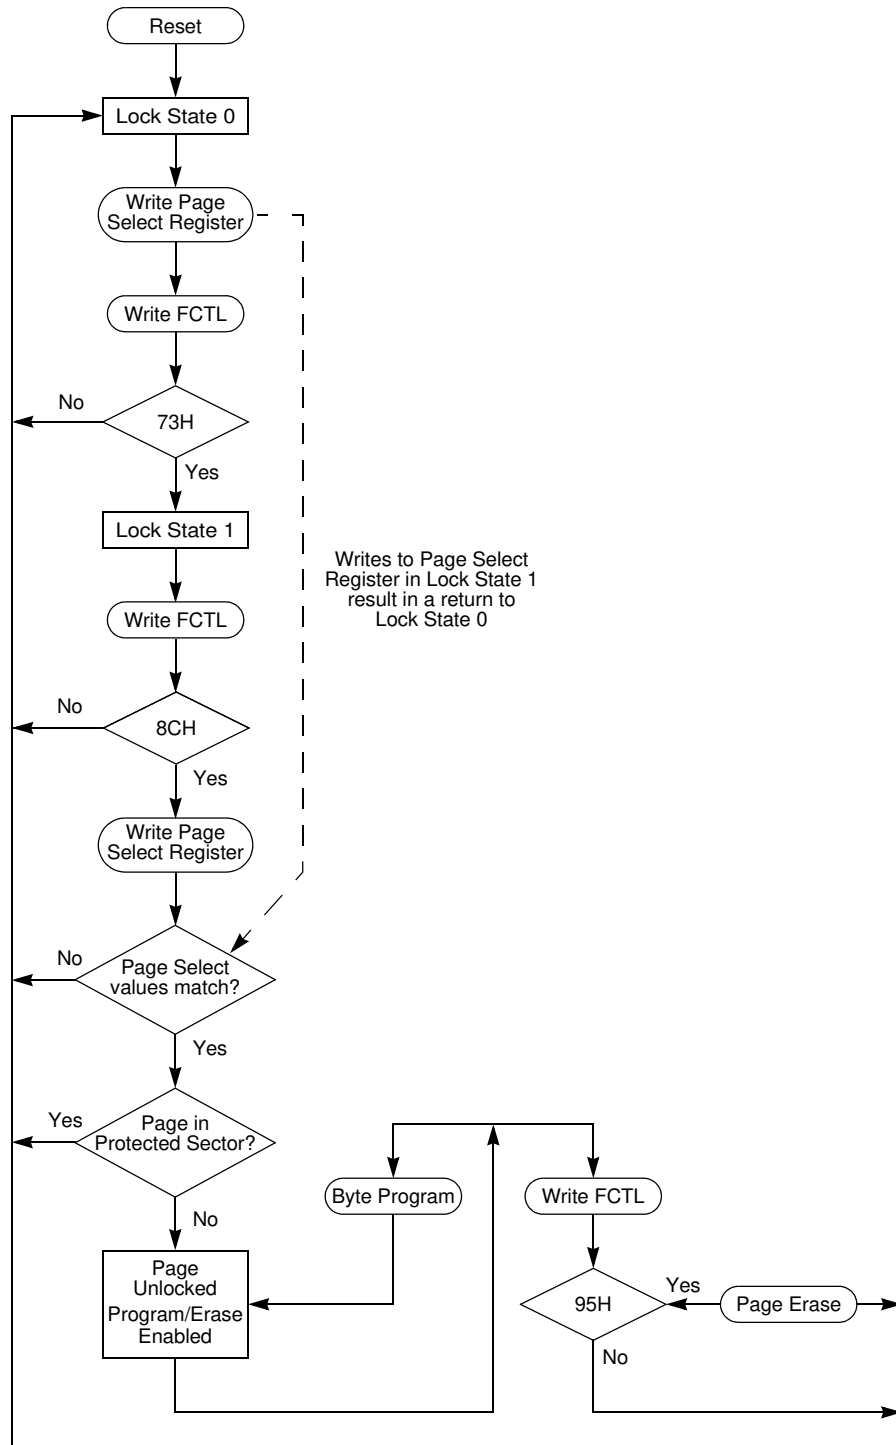 Reset
Lock State 0
Write Page
Select Register
Write FCTL
No
73H
Yes
Lock State 1
Writes to Page Select
Register in Lock State 1
result in a return to
Lock State 0
Write FCTL
No
8CH
Yes
Write Page
Select Register
No
Page Select
values match?
Yes
Yes
Page in
Protected Sector?
No
Byte Program
Write FCTL
Page
Unlocked
Program/Erase
Enabled
95H
Yes
Page Erase
No